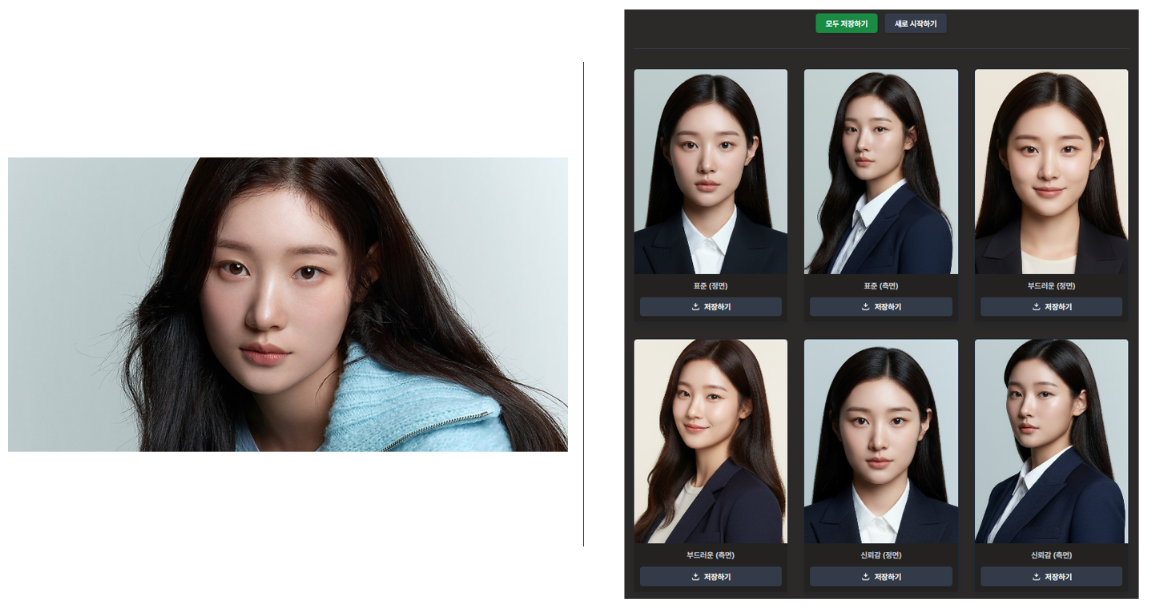 모두 저장하기 새로 시작하기
표준 (정면) 표준 (측면) 부드러운 (정면)
저장하기 저장하기 저장하기
부드러운 (측면) 신뢰감 (정면) 신뢰감 (측면)
저장하기 저장하기 저장하기